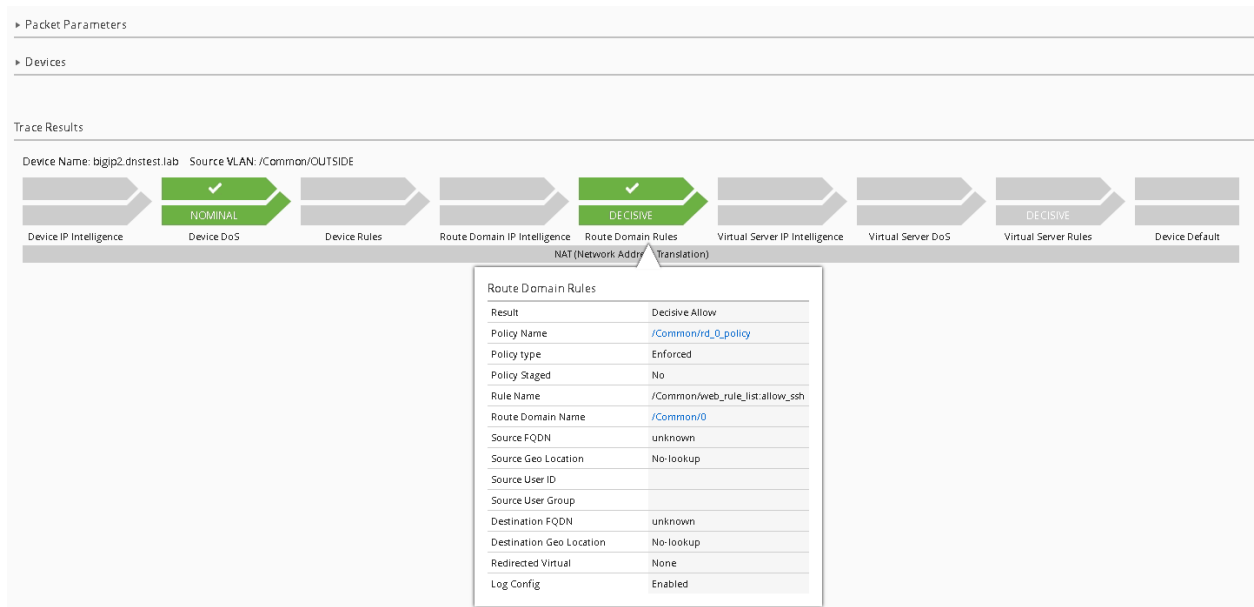 Packet Parameters
Devices
Trace Results
Device Name: bigip2.dnstest.lab Source VLAN: /Common/OUTSIDE
NOMINAL DECISIVE DECISIVE
Device IP Intelligence Device DoS Device Rules Route Domain IP Intelligence Route Domain Rules Virtual Server IP Intelligence Virtual Server DoS Virtual Server Rules Device Default
NAT (Network Addre Translation)
Route Domain Rules
Result Decisive Allow
Policy Name /Common/rd_0_policy
Policy type Enforced
Policy Staged No
Rule Name /Common/web_rule_list:allow_ssh
Route Domain Name /Common/0
Source FQDN unknown
Source Geo Location No-lookup
Source User ID
Source User Group
Destination FQDN unknown
Destination Geo Location No-lookup
Redirected Virtual None
Log Config Enabled